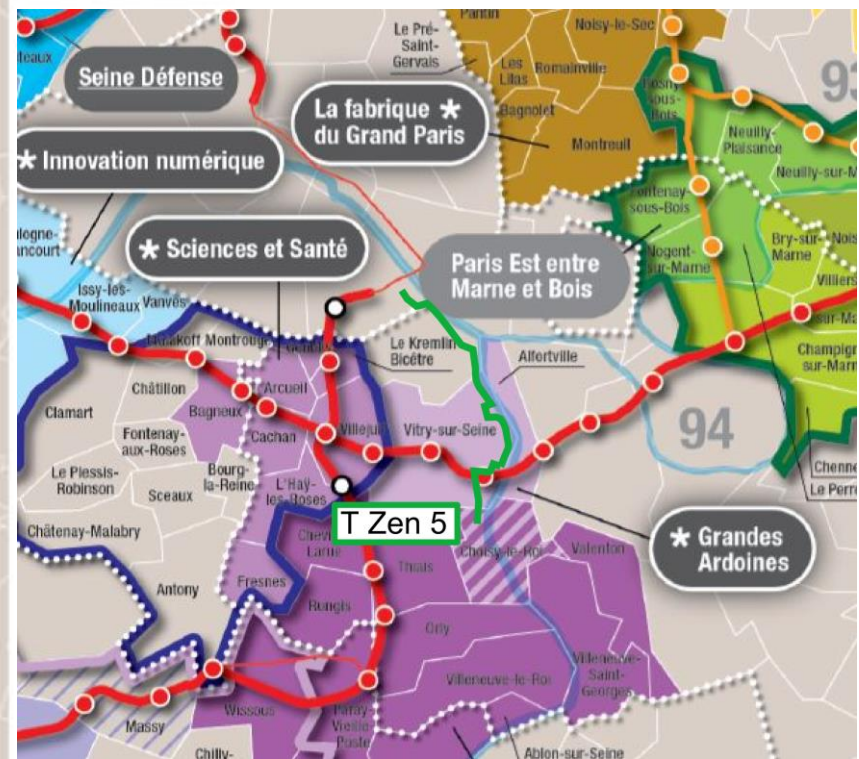 Pantin
Noisy-le-Sec
Le Pré-
Saint-
Gervais
Les
Lilas
Romainville
Bagnolet
Montreuil
93
Seine Défense
La fabrique *
du Grand Paris
* Innovation numérique
Neuilly-
Plaisance
Rosny-
sous-
Bois
Fontenay-
sous-Bois
Nogent-
sur-Marne
Bry-sur-
Marne
* Sciences et Santé
Paris Est entre
Marne et Bois
Issy-les-
Moulineaux
Vanves
Montrouge
Le Kremlin
Bicêtre
Alfortville
Châtillon
Arcueil
Clamart
Bagneux
Cachan
Villejuif
Vitry-sur-Seine
94
Fontenay-
aux-Roses
Bourg-
la-Reine
Le Plessis-
Robinson
Sceaux
L'Haÿ-
les-Roses
Châtenay-Malabry
T Zen 5
Choisy-le-Roi
* Grandes
Ardoines
Valenton
Thiais
Antony
Fresnes
Rungis
Orly
Villeneuve-le-Roi
Villeneuve-
Saint-
Georges
Massy
Wissous
Paray-
Vieille-
Poste
Chilly-
Ablon-sur-Seine